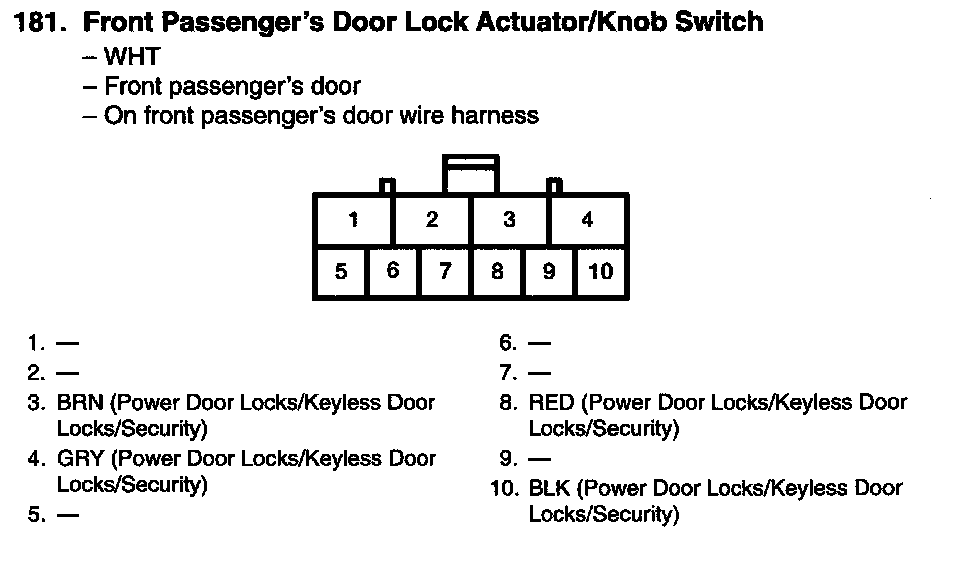 181. Front Passenger's Door Lock Actuator/Knob Switch
– WHT
– Front passenger's door
– On front passenger's door wire harness
1 2 3 4
5 6 7 8 9 10
1. —
2. —
3. BRN (Power Door Locks/Keyless Door
Locks/Security)
4. GRY (Power Door Locks/Keyless Door
Locks/Security)
5. —
6. —
7. —
8. RED (Power Door Locks/Keyless Door
Locks/Security)
9. —
10. BLK (Power Door Locks/Keyless Door
Locks/Security)